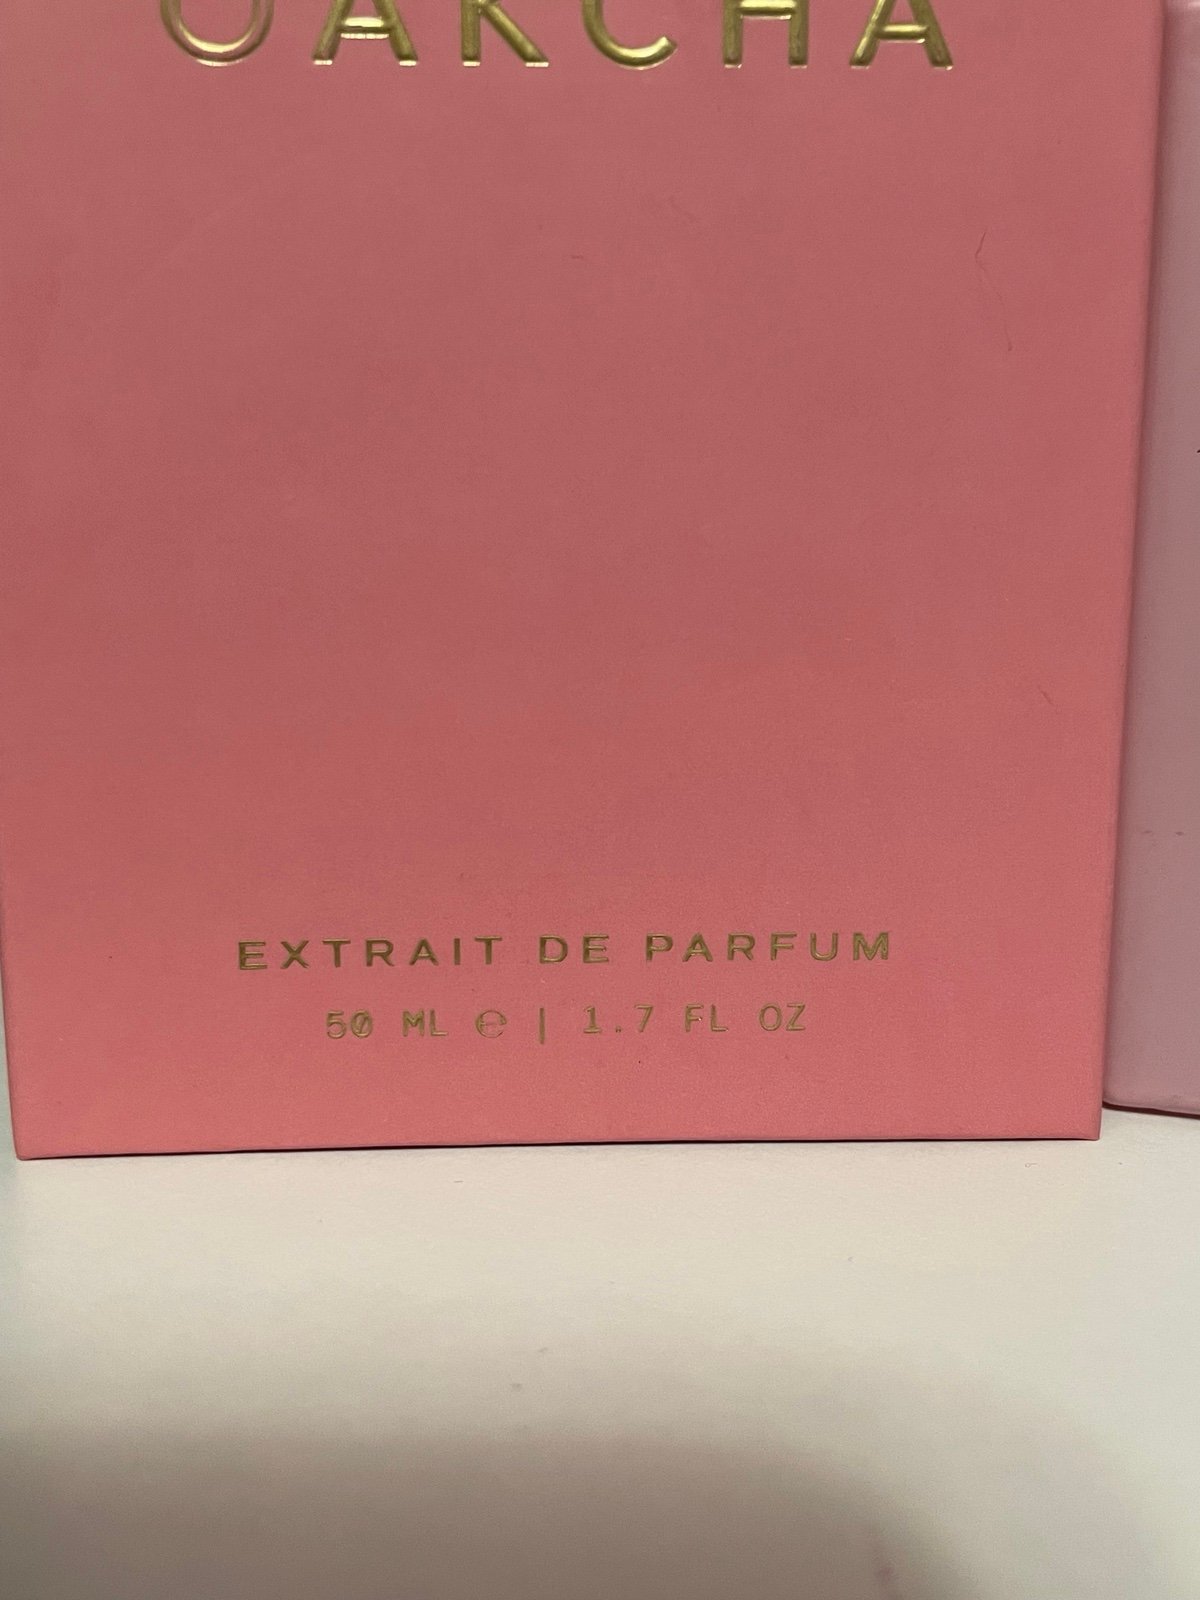 OAKCHA
EXTRAIT DE PARFUM
50 ML ℮ | 1.7 FL OZ